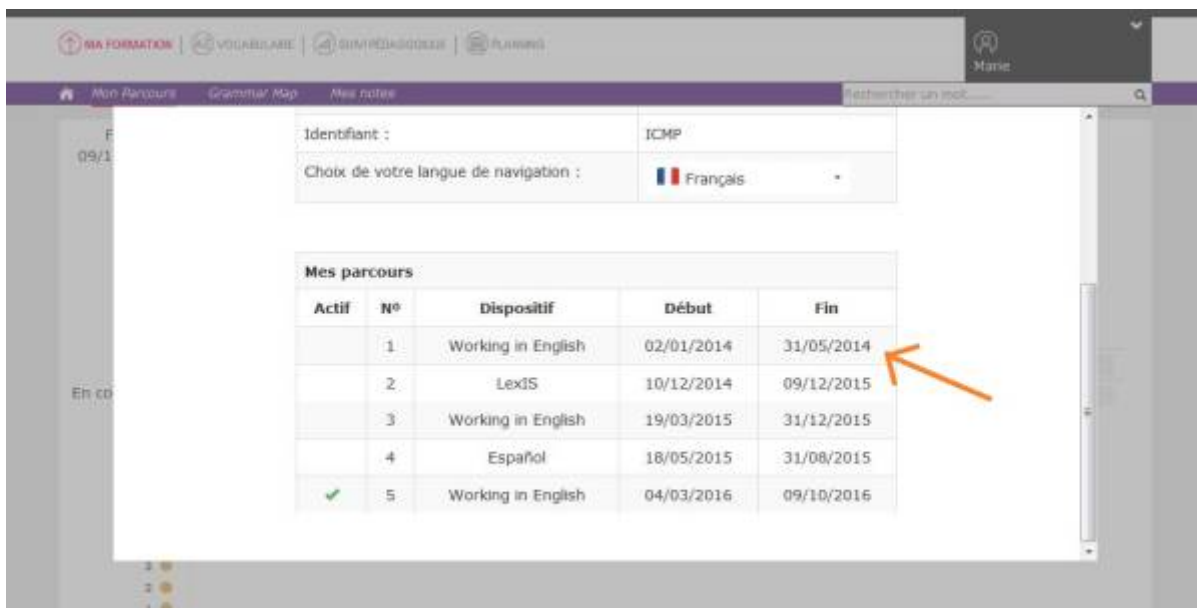 MA FORMATION | VOCABULAIRE | SUIVI PÉDAGOGIQUE | PLANNING
Marie
Mon Parcours Grammar Map Mes notes Rechercher un mot......
Identifiant : ICMP
09/1
Choix de votre langue de navigation : Français
Mes parcours
Actif Nº Dispositif Début Fin
1 Working in English 02/01/2014 31/05/2014
2 LexIS 10/12/2014 09/12/2015
En co
3 Working in English 19/03/2015 31/12/2015
4 Español 18/05/2015 31/08/2015
✓ 5 Working in English 04/03/2016 09/10/2016